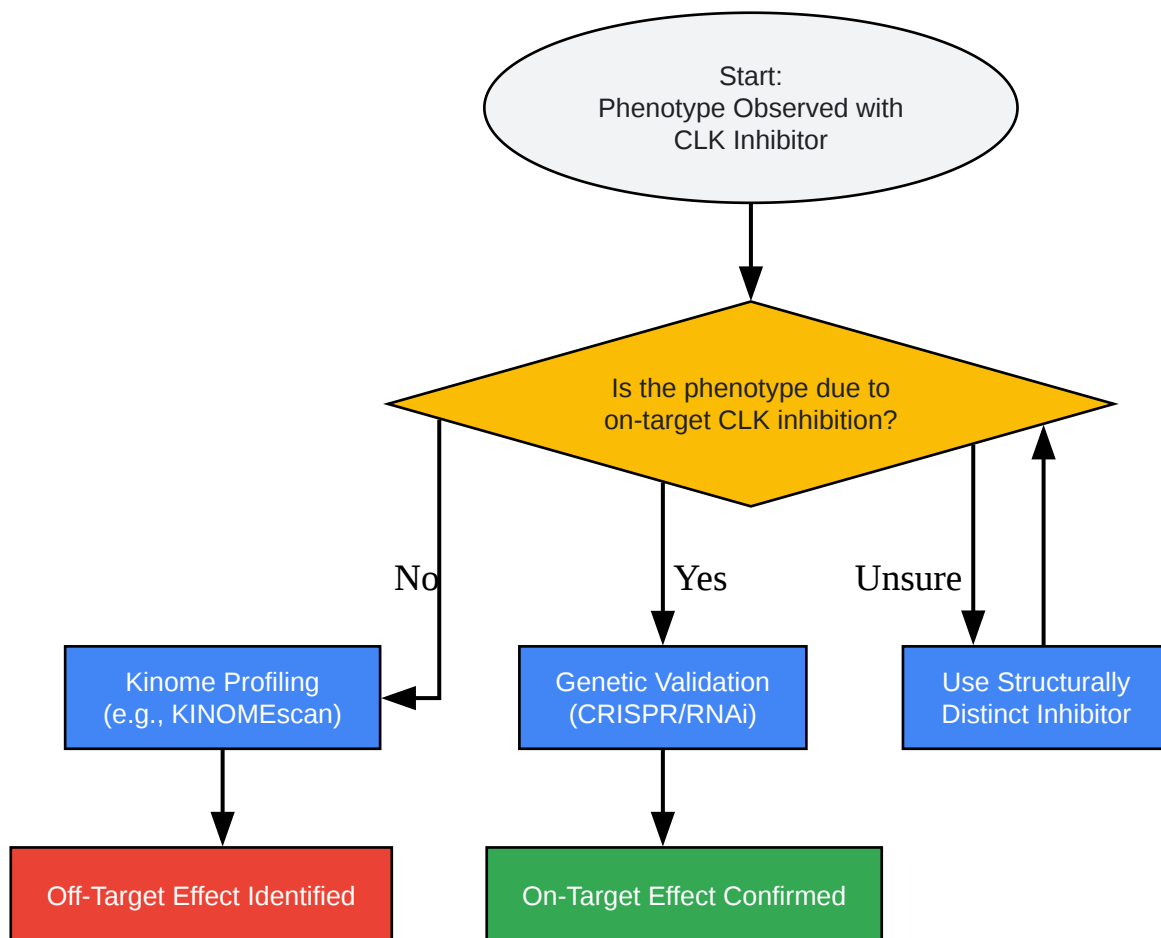 Start:
Phenotype Observed with
CLK Inhibitor
Is the phenotype due to
on-target CLK inhibition?
No
Yes
Unsure
Kinome Profiling
(e.g., KINOMEscan)
Genetic Validation
(CRISPR/RNAi)
Use Structurally
Distinct Inhibitor
Off-Target Effect Identified
On-Target Effect Confirmed